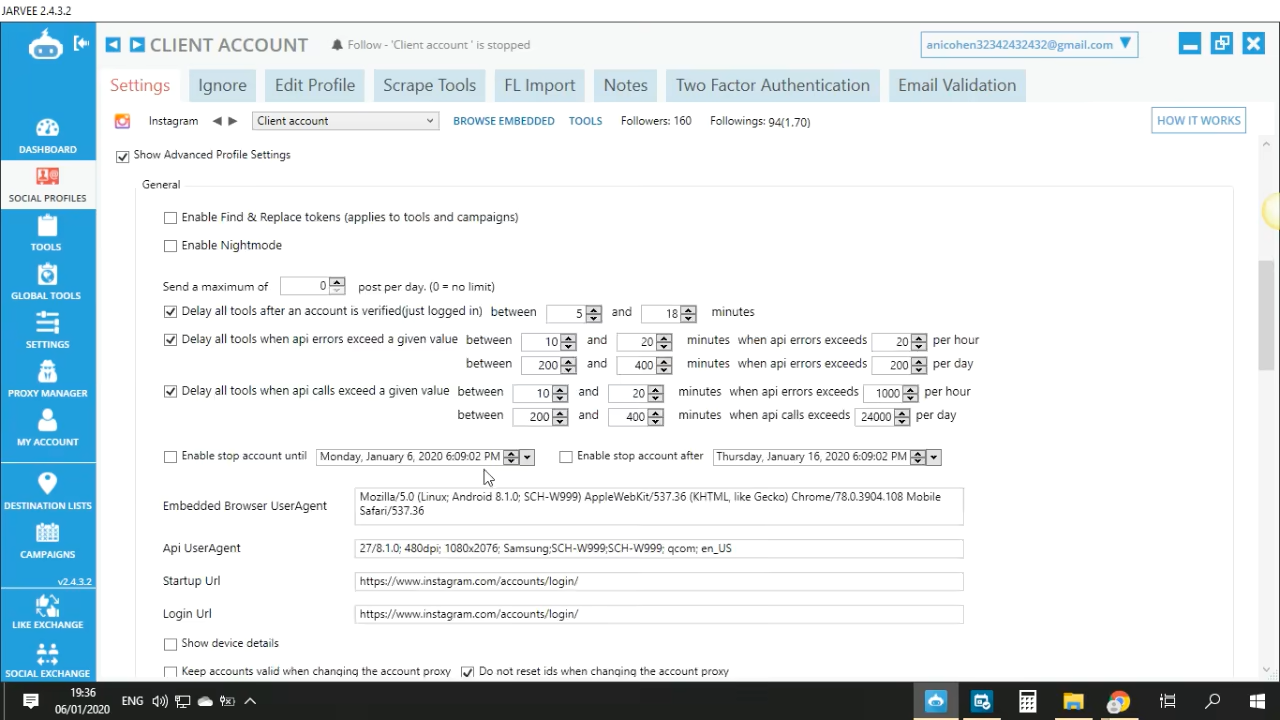 JARVEE 2.4.3.2
CLIENT ACCOUNT
Follow - 'Client account ' is stopped
anicohen32342432432@gmail.com
Settings
Ignore
Edit Profile
Scrape Tools
FL Import
Notes
Two Factor Authentication
Email Validation
Instagram
Client account
BROWSE EMBEDDED
TOOLS
Followers: 160
Followings: 94(1.70)
HOW IT WORKS
DASHBOARD
SOCIAL PROFILES
TOOLS
GLOBAL TOOLS
SETTINGS
PROXY MANAGER
MY ACCOUNT
DESTINATION LISTS
CAMPAIGNS
v2.4.3.2
LIKE EXCHANGE
SOCIAL EXCHANGE
Show Advanced Profile Settings
General
Enable Find & Replace tokens (applies to tools and campaigns)
Enable Nightmode
Send a maximum of 0 post per day. (0 = no limit)
Delay all tools after an account is verified(just logged in) between 5 and 18 minutes
Delay all tools when api errors exceed a given value between 10 and 20 minutes when api errors exceeds 20 per hour
between 200 and 400 minutes when api errors exceeds 200 per day
Delay all tools when api calls exceed a given value between 10 and 20 minutes when api errors exceeds 1000 per hour
between 200 and 400 minutes when api calls exceeds 24000 per day
Enable stop account until Monday, January 6, 2020 6:09:02 PM Enable stop account after Thursday, January 16, 2020 6:09:02 PM
Embedded Browser UserAgent
Mozilla/5.0 (Linux; Android 8.1.0; SCH-W999) AppleWebKit/537.36 (KHTML, like Gecko) Chrome/78.0.3904.108 Mobile
Safari/537.36
Api UserAgent 27/8.1.0; 480dpi; 1080x2076; Samsung;SCH-W999;SCH-W999; qcom; en_US
Startup Url https://www.instagram.com/accounts/login/
Login Url https://www.instagram.com/accounts/login/
Show device details
Keep accounts valid when changing the account proxy Do not reset ids when changing the account proxy
19:36
06/01/2020
ENG